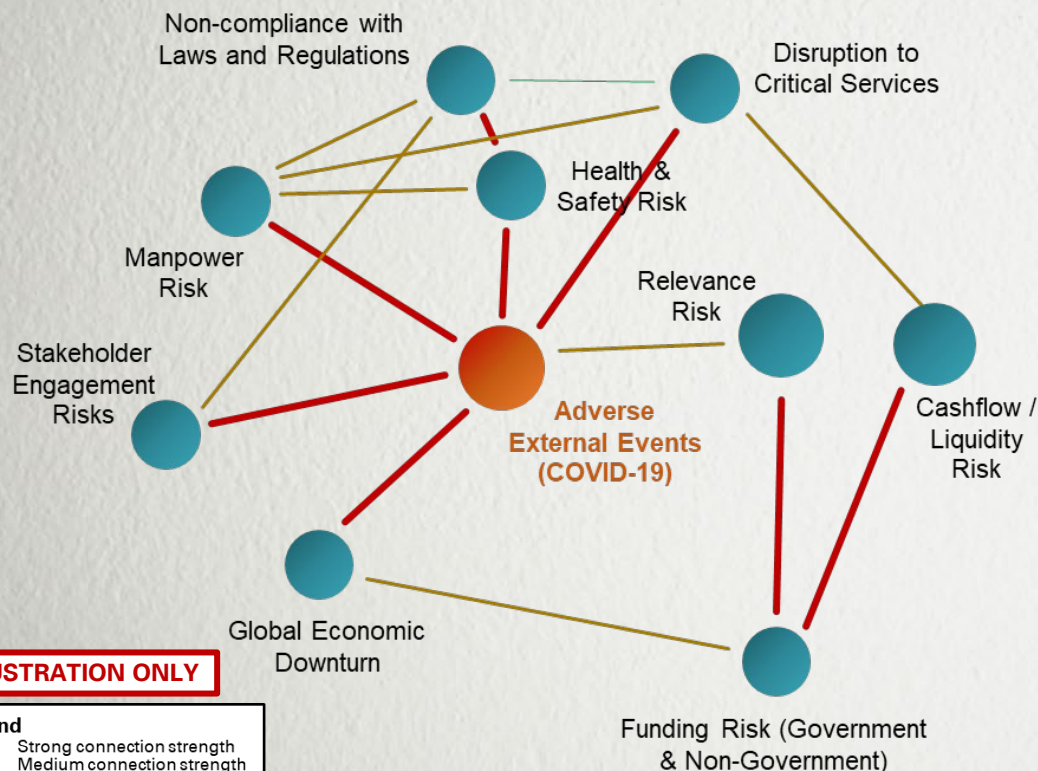 Non-compliance with
Laws and Regulations
Disruption to
Critical Services
Health &
Safety Risk
Manpower
Risk
Relevance
Risk
Stakeholder
Engagement
Risks
Adverse
External Events
(COVID-19)
Cashflow /
Liquidity
Risk
Global Economic
Downturn
Funding Risk (Government
& Non-Government)
USTRATION ONLY
nd
Strong connection strength
Medium connection strength